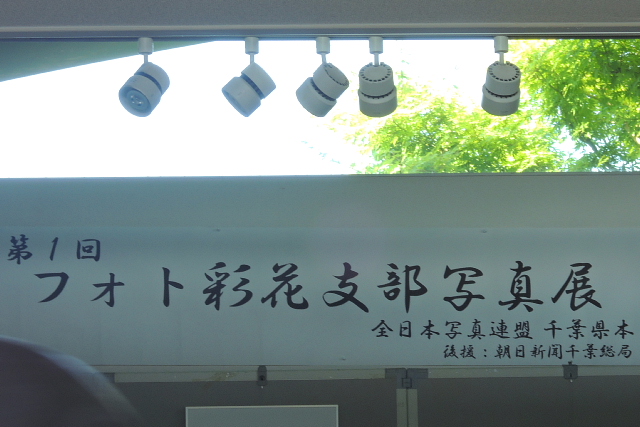 第1回
フォト彩花支部写真展
全日本写真連盟 千葉県本
後援：朝日新聞千葉総局